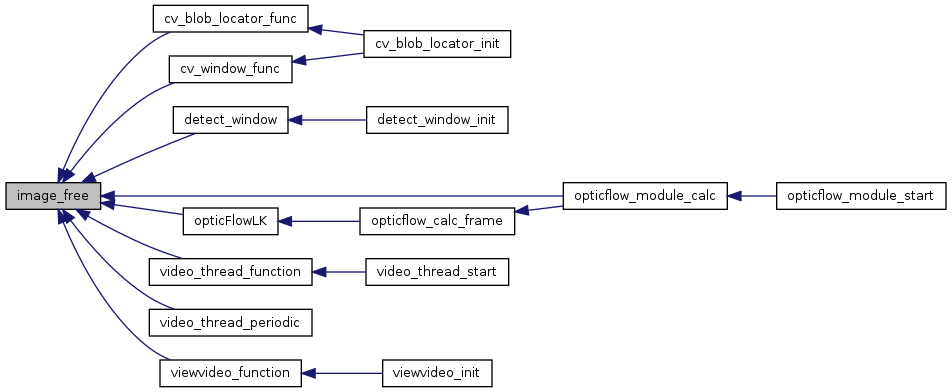 cv_blob_locator_func
cv_blob_locator_init
cv_window_func
detect_window
detect_window_init
image_free
opticflow_module_calc
opticflow_module_start
opticFlowLK
opticflow_calc_frame
video_thread_function
video_thread_start
video_thread_periodic
viewvideo_function
viewvideo_init